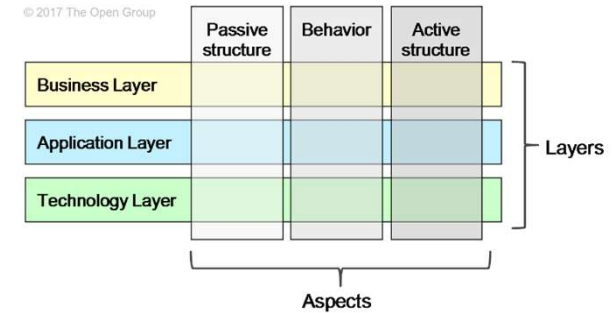 © 2017 The Open Group
Passive
structure
Behavior
Active
structure
Business Layer
Application Layer
Layers
Technology Layer
Aspects